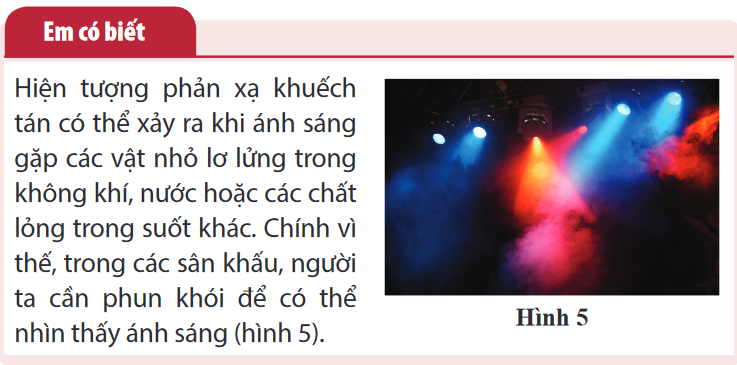 Em có biết
Hiện tượng phản xạ khuếch
tán có thể xảy ra khi ánh sáng
gặp các vật nhỏ lơ lửng trong
không khí, nước hoặc các chất
lỏng trong suốt khác. Chính vì
thế, trong các sân khấu, người
ta cần phun khói để có thể
nhìn thấy ánh sáng (hình 5).
Hình 5